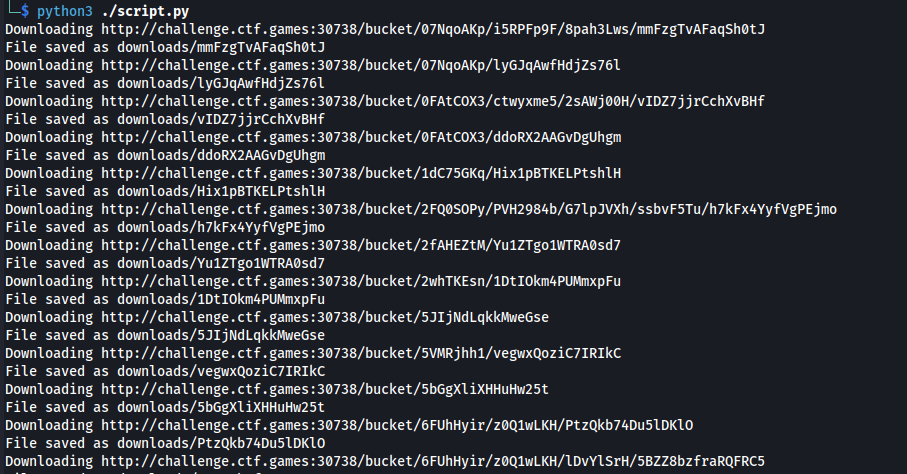 └─$ python3 ./script.py
Downloading http://challenge.ctf.games:30738/bucket/07NqoAKp/i5RPFp9F/8pah3Lws/mmFzgTvAFaqSh0tJ
File saved as downloads/mmFzgTvAFaqSh0tJ
Downloading http://challenge.ctf.games:30738/bucket/07NqoAKp/lyGJqAwfHdjZs76l
File saved as downloads/lyGJqAwfHdjZs76l
Downloading http://challenge.ctf.games:30738/bucket/0FAtCOX3/ctwyxme5/2sAWj00H/vIDZ7jjrCchXvBHf
File saved as downloads/vIDZ7jjrCchXvBHf
Downloading http://challenge.ctf.games:30738/bucket/0FAtCOX3/ddoRX2AAGvDgUhgm
File saved as downloads/ddoRX2AAGvDgUhgm
Downloading http://challenge.ctf.games:30738/bucket/1dC75GKq/Hix1pBTKELPtshlH
File saved as downloads/Hix1pBTKELPtshlH
Downloading http://challenge.ctf.games:30738/bucket/2FQ0SOPy/PVH2984b/G7lpJVXh/ssbvF5Tu/h7kFx4YyfVgPEjmo
File saved as downloads/h7kFx4YyfVgPEjmo
Downloading http://challenge.ctf.games:30738/bucket/2fAHEZtM/Yu1ZTgo1WTRA0sd7
File saved as downloads/Yu1ZTgo1WTRA0sd7
Downloading http://challenge.ctf.games:30738/bucket/2whTKEsn/1DtIOkm4PUMmxpFu
File saved as downloads/1DtIOkm4PUMmxpFu
Downloading http://challenge.ctf.games:30738/bucket/5JIjNdLqkkMweGse
File saved as downloads/5JIjNdLqkkMweGse
Downloading http://challenge.ctf.games:30738/bucket/5VMRjhh1/vegwxQoziC7IRIkC
File saved as downloads/vegwxQoziC7IRIkC
Downloading http://challenge.ctf.games:30738/bucket/5bGgXliXHHuHw25t
File saved as downloads/5bGgXliXHHuHw25t
Downloading http://challenge.ctf.games:30738/bucket/6FUhHyir/z0Q1wLKH/PtzQkb74Du5lDKlO
File saved as downloads/PtzQkb74Du5lDKlO
Downloading http://challenge.ctf.games:30738/bucket/6FUhHyir/z0Q1wLKH/lDvYlSrH/5BZZ8bzfraRQFRC5